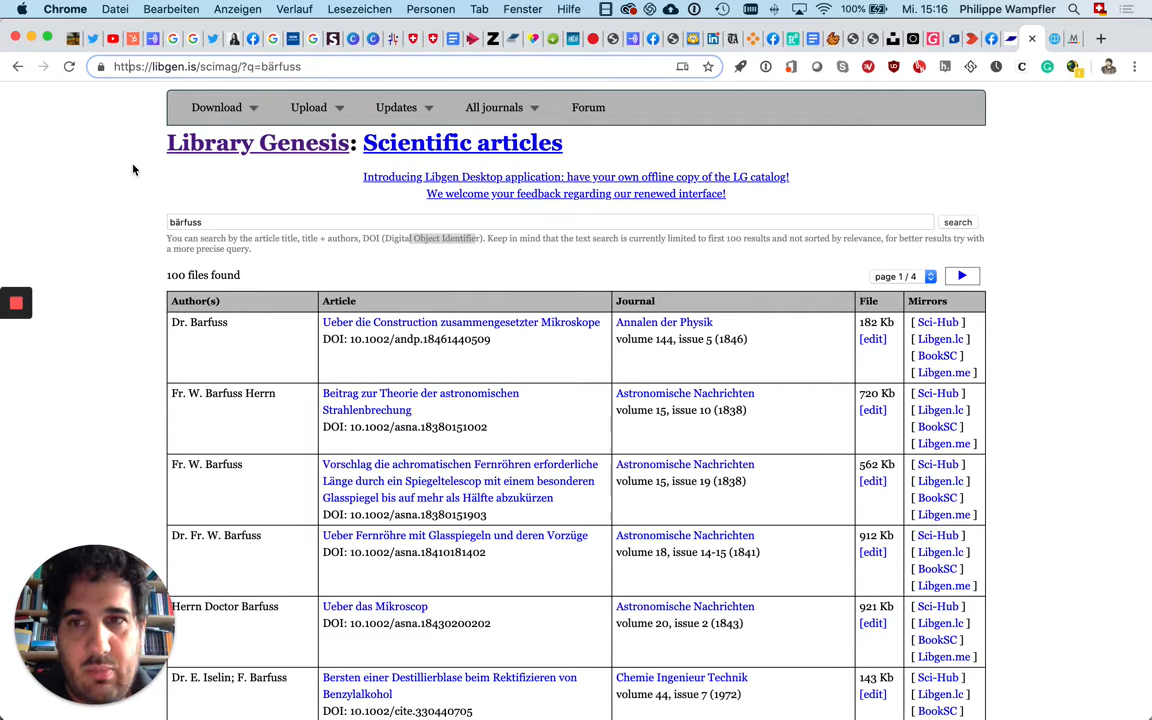 Chrome Datei Bearbeiten Anzeigen Verlauf Lesezeichen Personen Tab Fenster Hilfe 100% Mi. 15:16 Philippe Wampfler
https://libgen.is/scimag/?q=bärfuss
Download Upload Updates All journals Forum
Library Genesis: Scientific articles
Introducing Libgen Desktop application: have your own offline copy of the LG catalog!
We welcome your feedback regarding our renewed interface!
bärfuss search
You can search by the article title, title + authors, DOI (Digital Object Identifier). Keep in mind that the text search is currently limited to first 100 results and not sorted by relevance, for better results try with
a more precise query.
100 files found page 1 / 4
Author(s) Article Journal File Mirrors
Dr. Barfuss Ueber die Construction zusammengesetzter Mikroskope Annalen der Physik 182 Kb [ Sci-Hub ]
DOI: 10.1002/andp.18461440509 volume 144, issue 5 (1846) [edit] [ Libgen.lc ]
[ BookSC ]
[ Libgen.me ]
Fr. W. Barfuss Herrn Beitrag zur Theorie der astronomischen Astronomische Nachrichten 720 Kb [ Sci-Hub ]
Strahlenbrechung volume 15, issue 10 (1838) [edit] [ Libgen.lc ]
DOI: 10.1002/asna.18380151002 [ BookSC ]
[ Libgen.me ]
Fr. W. Barfuss Vorschlag die achromatischen Fernröhren erforderliche Astronomische Nachrichten 562 Kb [ Sci-Hub ]
Länge durch ein Spiegeltelescop mit einem besonderen volume 15, issue 19 (1838) [edit] [ Libgen.lc ]
Glasspiegel bis auf mehr als Hälfte abzukürzen [ BookSC ]
DOI: 10.1002/asna.18380151903 [ Libgen.me ]
Dr. Fr. W. Barfuss Ueber Fernröhre mit Glasspiegeln und deren Vorzüge Astronomische Nachrichten 912 Kb [ Sci-Hub ]
DOI: 10.1002/asna.18410181402 volume 18, issue 14-15 (1841) [edit] [ Libgen.lc ]
[ BookSC ]
[ Libgen.me ]
Herrn Doctor Barfuss Ueber das Mikroscop Astronomische Nachrichten 921 Kb [ Sci-Hub ]
DOI: 10.1002/asna.18430200202 volume 20, issue 2 (1843) [edit] [ Libgen.lc ]
[ BookSC ]
[ Libgen.me ]
Dr. E. Iselin; F. Barfuss Bersten einer Destillierblase beim Rektifizieren von Chemie Ingenieur Technik 143 Kb [ Sci-Hub ]
Benzylalkohol volume 44, issue 7 (1972) [edit] [ Libgen.lc ]
DOI: 10.1002/cite.330440705 [ BookSC ]